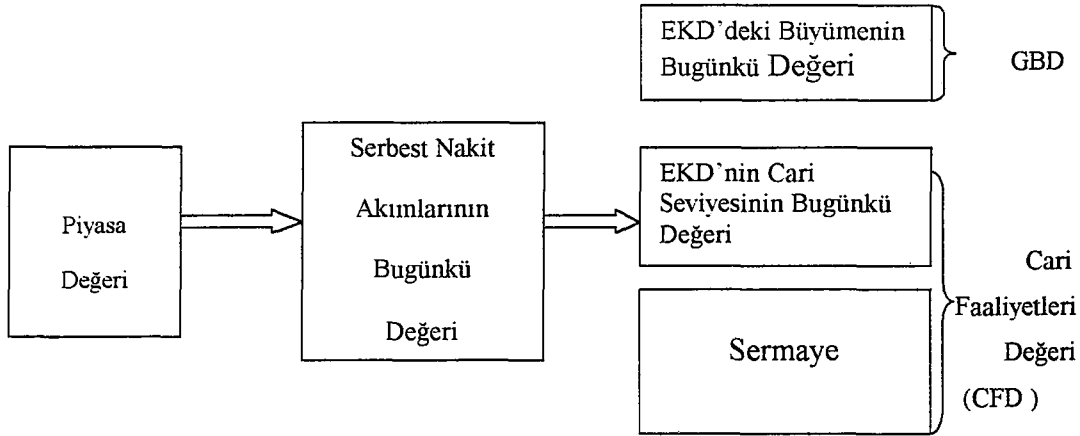 Piyasa
Değeri
Serbest Nakit
Akımlarının
Bugünkü
Değeri
EKD'deki Büyümenin
Bugünkü Değeri
GBD
EKD'nin Cari
Seviyesinin Bugünkü
Değeri
Sermaye
Cari
Faaliyetleri
Değeri
(CFD )